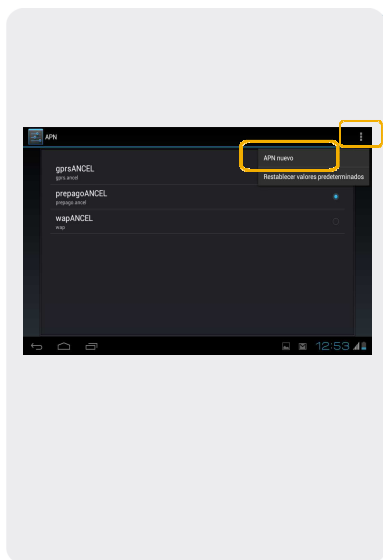 APN
APN nuevo
Restablecer valores predeterminados
gprsANCEL
gprs.ancel
prepagoANCEL
prepago.ancel
wapANCEL
wap
12:53